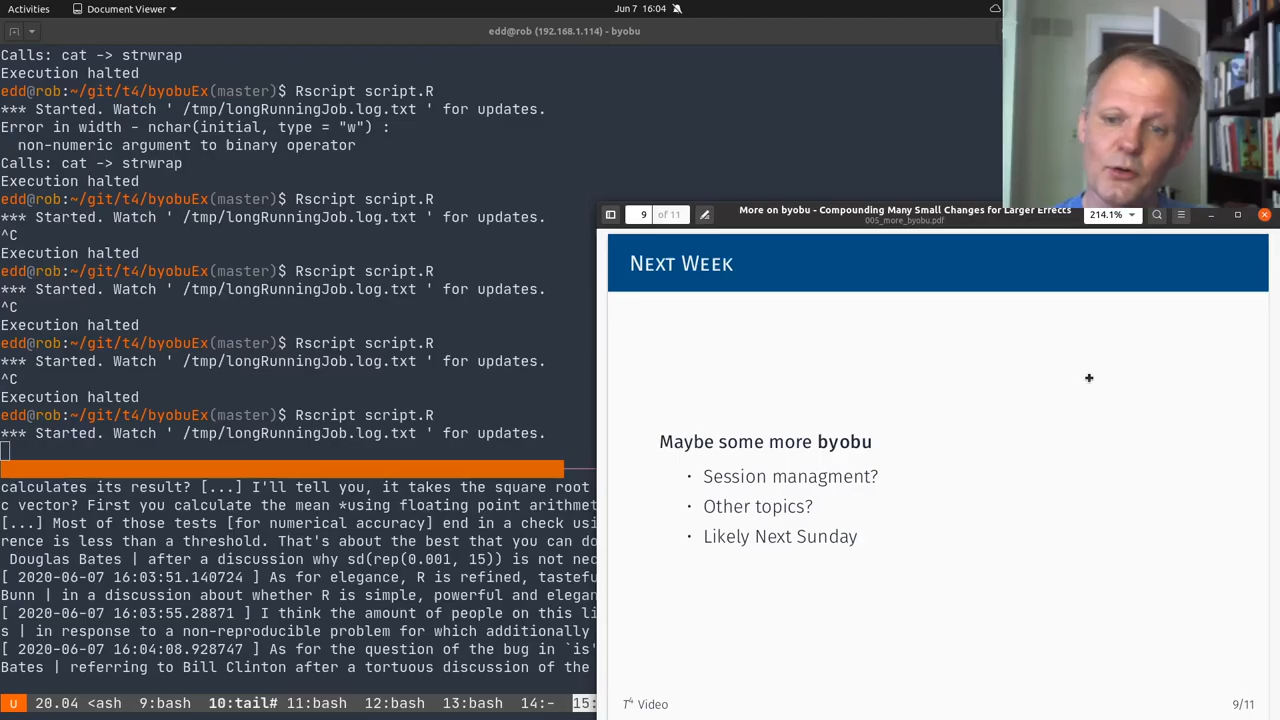 Activities
Document Viewer
Jun 7 16:04
edd@rob (192.168.1.114) - byobu
Calls: cat -> strwrap
Execution halted
edd@rob:~/git/t4/byobuEx(master)$ Rscript script.R
*** Started. Watch ' /tmp/longRunningJob.log.txt ' for updates.
Error in width - nchar(initial, type = "w") :
non-numeric argument to binary operator
Calls: cat -> strwrap
Execution halted
edd@rob:~/git/t4/byobuEx(master)$ Rscript script.R
*** Started. Watch ' /tmp/longRunningJob.log.txt ' for updates.
^C
Execution halted
edd@rob:~/git/t4/byobuEx(master)$ Rscript script.R
*** Started. Watch ' /tmp/longRunningJob.log.txt ' for updates.
^C
Execution halted
edd@rob:~/git/t4/byobuEx(master)$ Rscript script.R
*** Started. Watch ' /tmp/longRunningJob.log.txt ' for updates.
^C
Execution halted
edd@rob:~/git/t4/byobuEx(master)$ Rscript script.R
*** Started. Watch ' /tmp/longRunningJob.log.txt ' for updates.
calculates its result? [...] I'll tell you, it takes the square root
c vector? First you calculate the mean *using floating point arithmet
[...] Most of those tests [for numerical accuracy] end in a check usi
rence is less than a threshold. That's about the best that you can do
Douglas Bates | after a discussion why sd(rep(0.001, 15)) is not nec
[ 2020-06-07 16:03:51.140724 ] As for elegance, R is refined, tastefu
Bunn | in a discussion about whether R is simple, powerful and elegan
[ 2020-06-07 16:03:55.28871 ] I think the amount of people on this li
s | in response to a non-reproducible problem for which additionally
[ 2020-06-07 16:04:08.928747 ] As for the question of the bug in `is'
Bates | referring to Bill Clinton after a tortuous discussion of the
u 20.04 <ash 9:bash 10:tail# 11:bash 12:bash 13:bash 14:- 15:
9 of 11
More on byobu - Compounding Many Small Changes for Larger Effeccts
005_more_byobu.pdf
214.1%
Next Week
Maybe some more byobu
· Session managment?
· Other topics?
· Likely Next Sunday
T4 Video
9/11